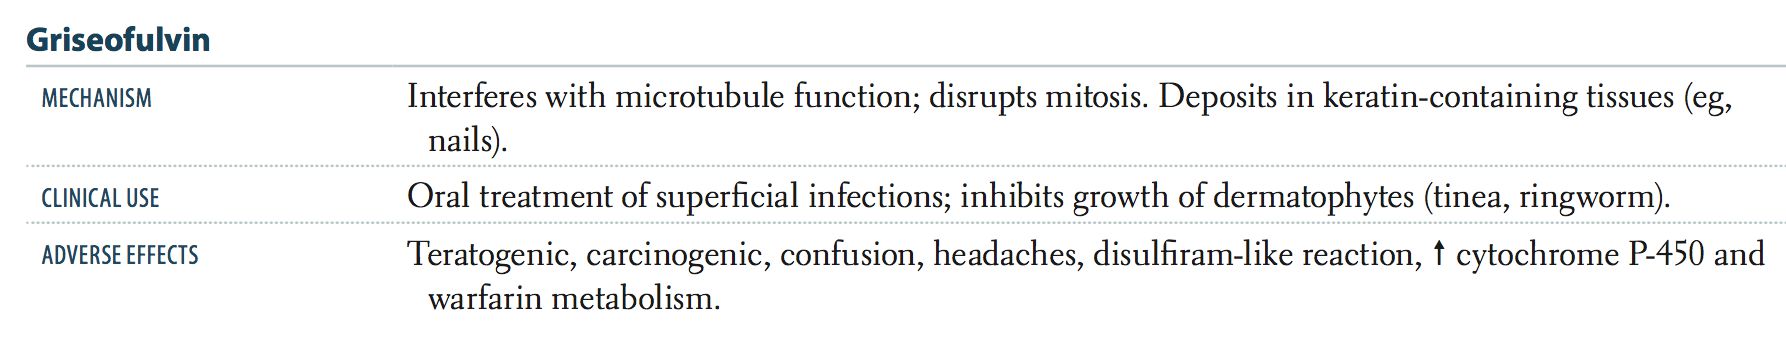 Griseofulvin
MECHANISM
Interferes with microtubule function; disrupts mitosis. Deposits in keratin-containing tissues (eg,
nails).
CLINICAL USE
Oral treatment of superficial infections; inhibits growth of dermatophytes (tinea, ringworm).
ADVERSE EFFECTS
Teratogenic, carcinogenic, confusion, headaches, disulfiram-like reaction, ↑ cytochrome P-450 and
warfarin metabolism.